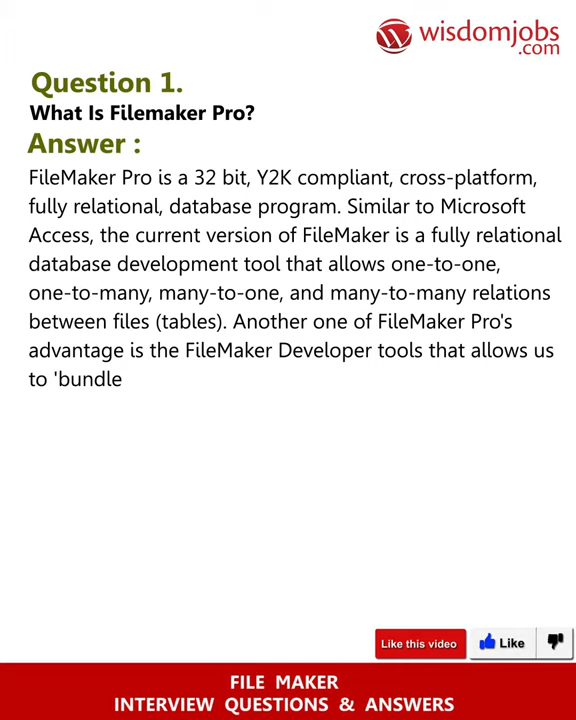 wisdomjobs
.com
Question 1.
What Is Filemaker Pro?
Answer :
FileMaker Pro is a 32 bit, Y2K compliant, cross-platform,
fully relational, database program. Similar to Microsoft
Access, the current version of FileMaker is a fully relational
database development tool that allows one-to-one,
one-to-many, many-to-one, and many-to-many relations
between files (tables). Another one of FileMaker Pro's
advantage is the FileMaker Developer tools that allows us
to 'bundle
Like this video Like
FILE MAKER
INTERVIEW QUESTIONS & ANSWERS